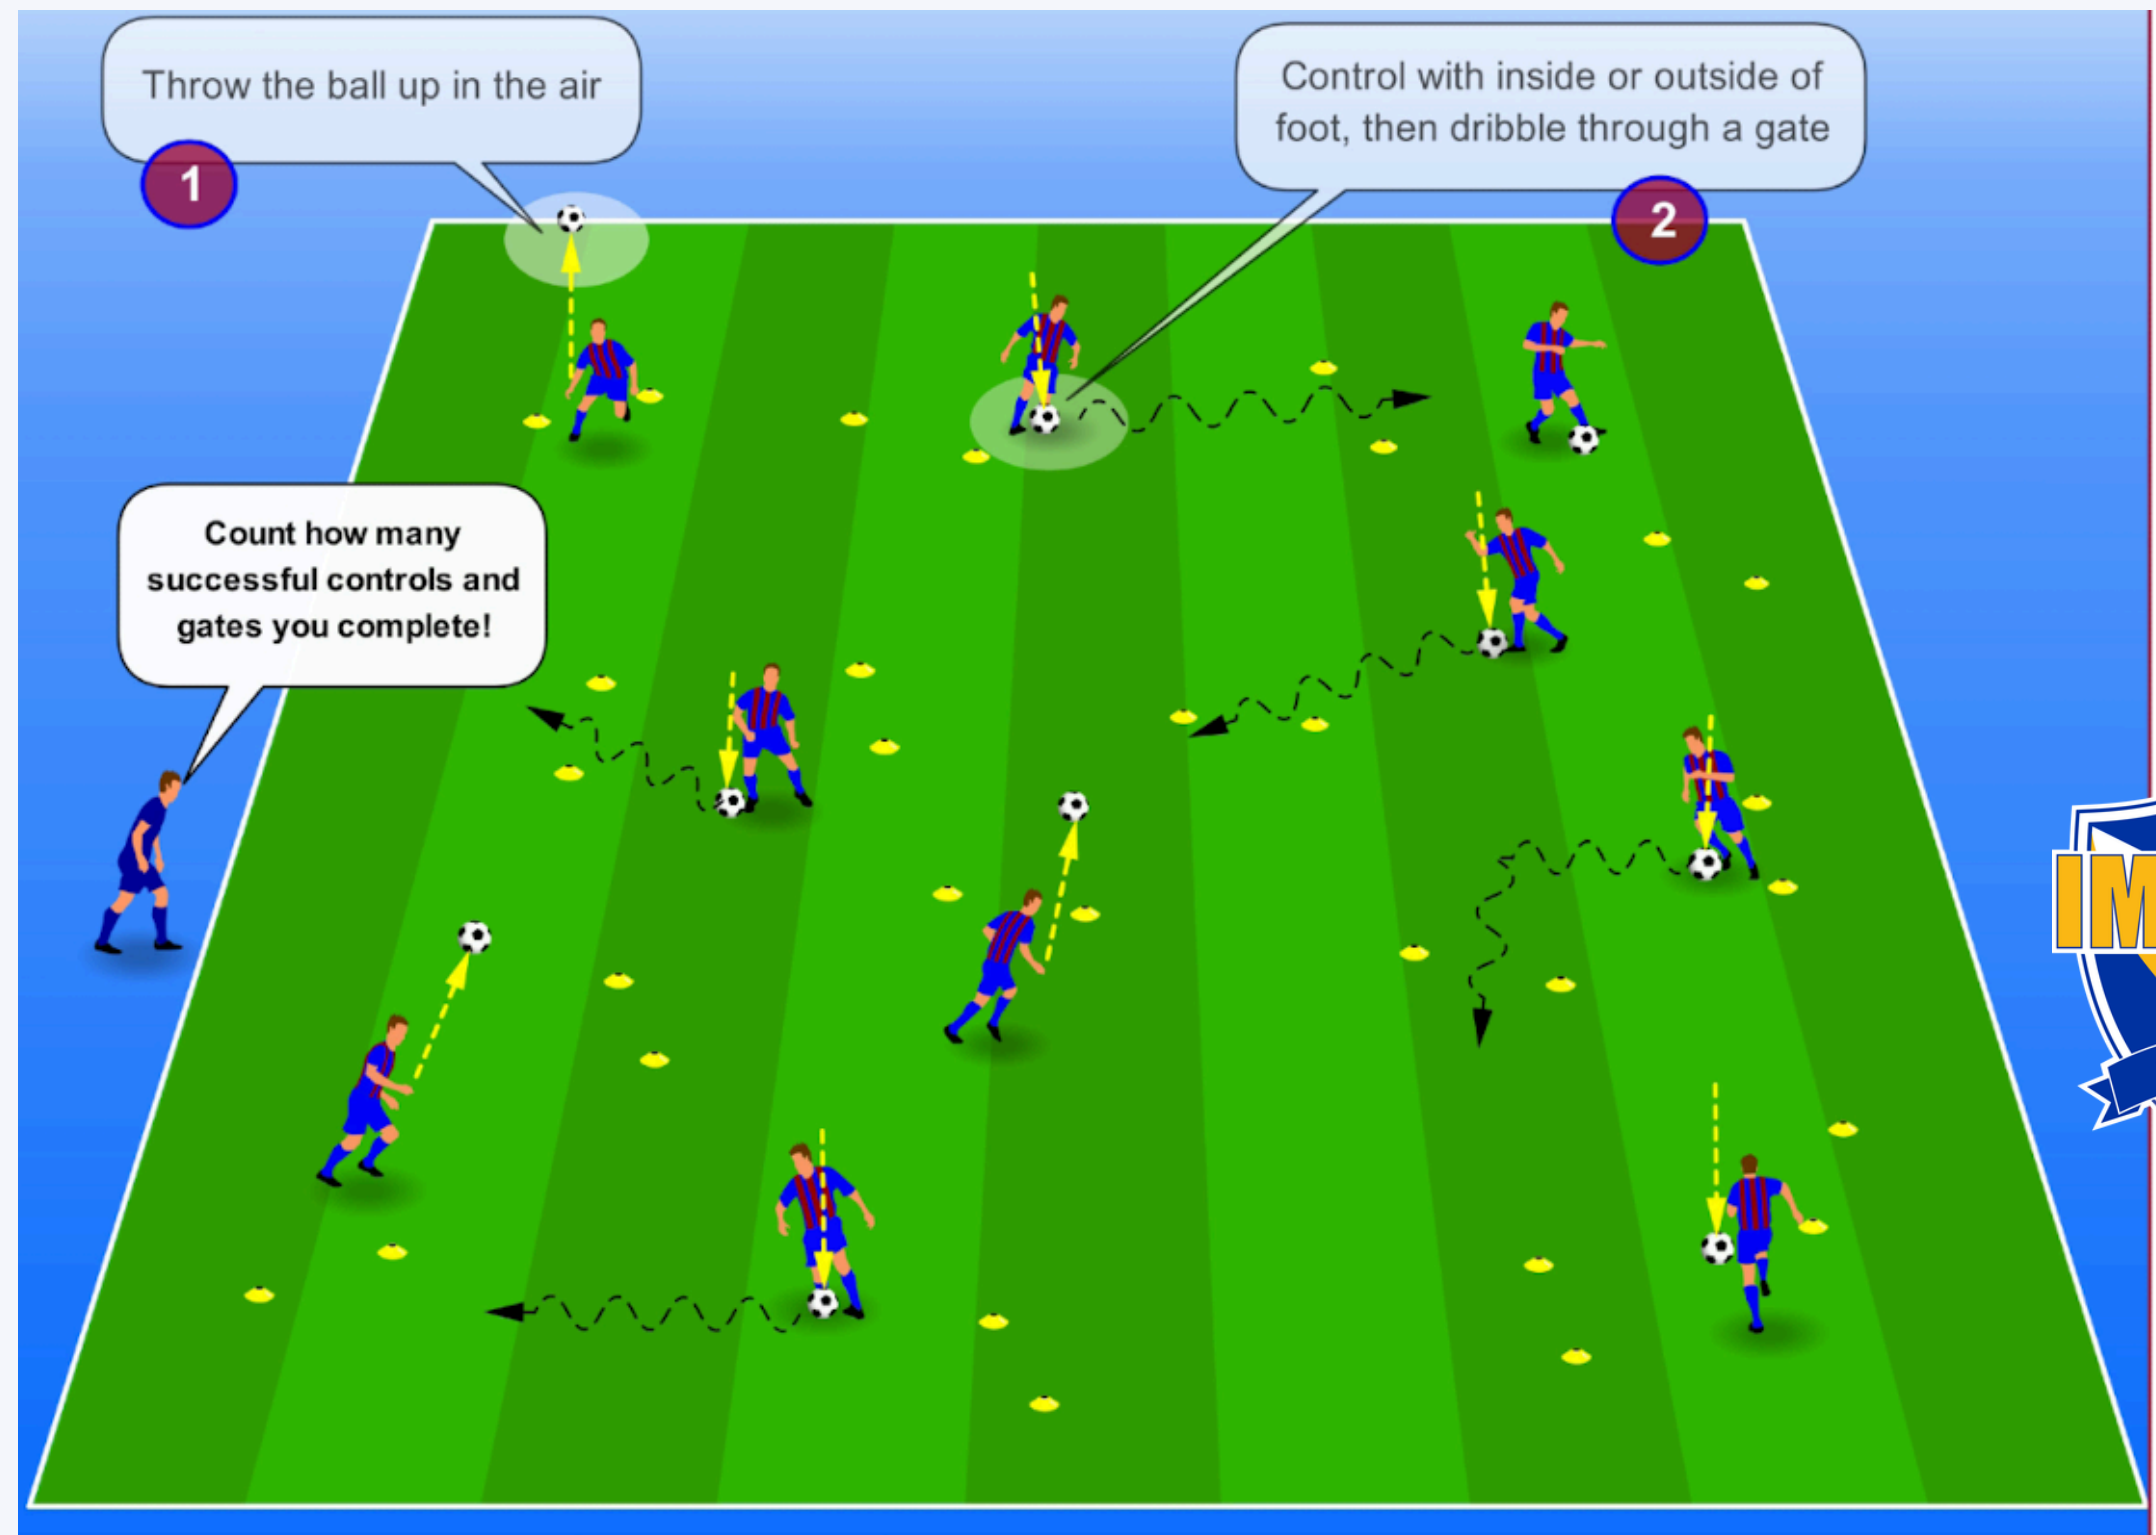 Throw the ball up in the air
1
Control with inside or outside of
foot, then dribble through a gate
2
Count how many
successful controls and
gates you complete!